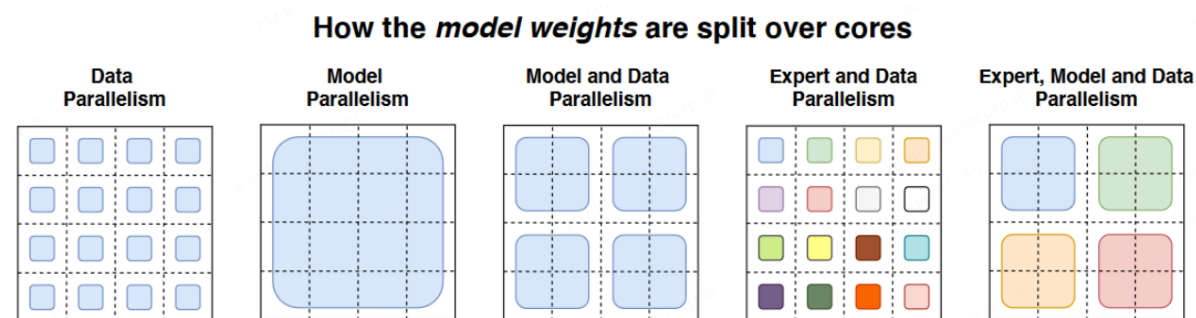 How the model weights are split over cores
Data
Parallelism
Model
Parallelism
Model and Data
Parallelism
Expert and Data
Parallelism
Expert, Model and Data
Parallelism